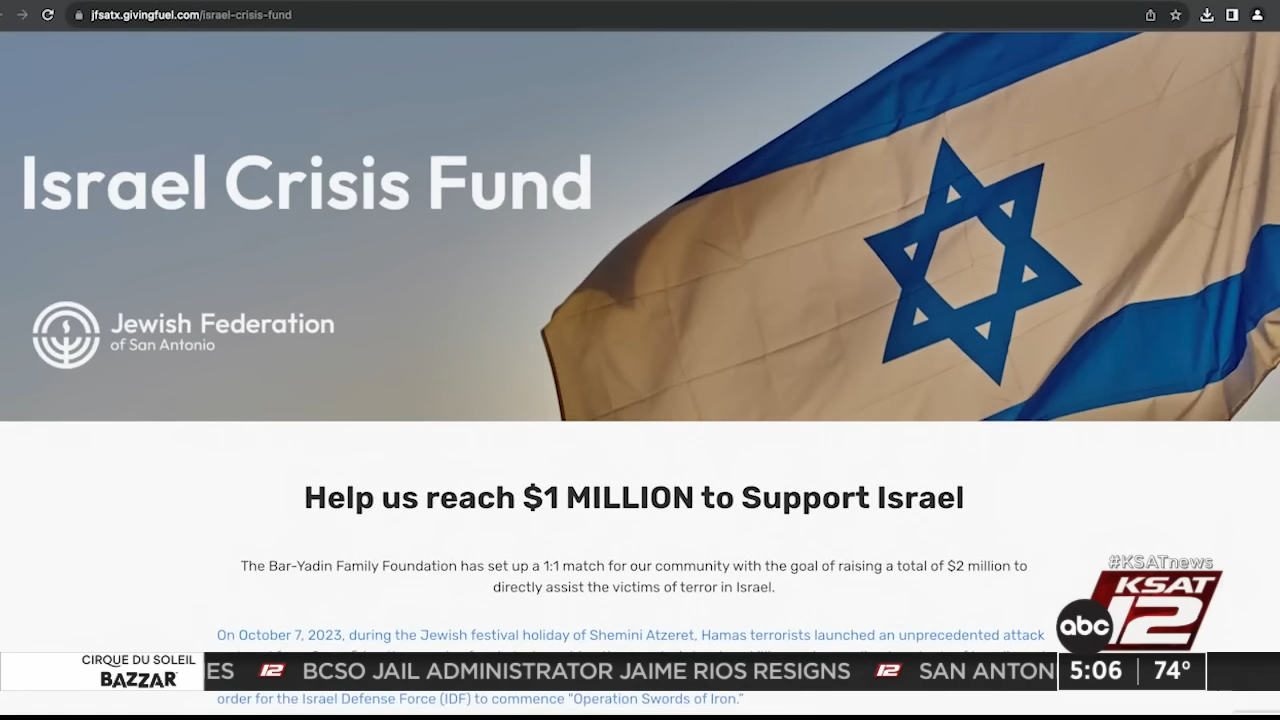 jfsatx.givingfuel.com/israel-crisis-fund
Israel Crisis Fund
Jewish Federation
of San Antonio
Help us reach $1 MILLION to Support Israel
The Bar-Yadin Family Foundation has set up a 1:1 match for our community with the goal of raising a total of $2 million to
directly assist the victims of terror in Israel.
#KSATnews
KSAT
12
abc
On October 7, 2023, during the Jewish festival holiday of Shemini Atzeret, Hamas terrorists launched an unprecedented attack
CIRQUE DU SOLEIL
BAZZAR
ES 12 BCSO JAIL ADMINISTRATOR JAIME RIOS RESIGNS 12 SAN ANTON
5:06 74°
order for the Israel Defense Force (IDF) to commence "Operation Swords of Iron."